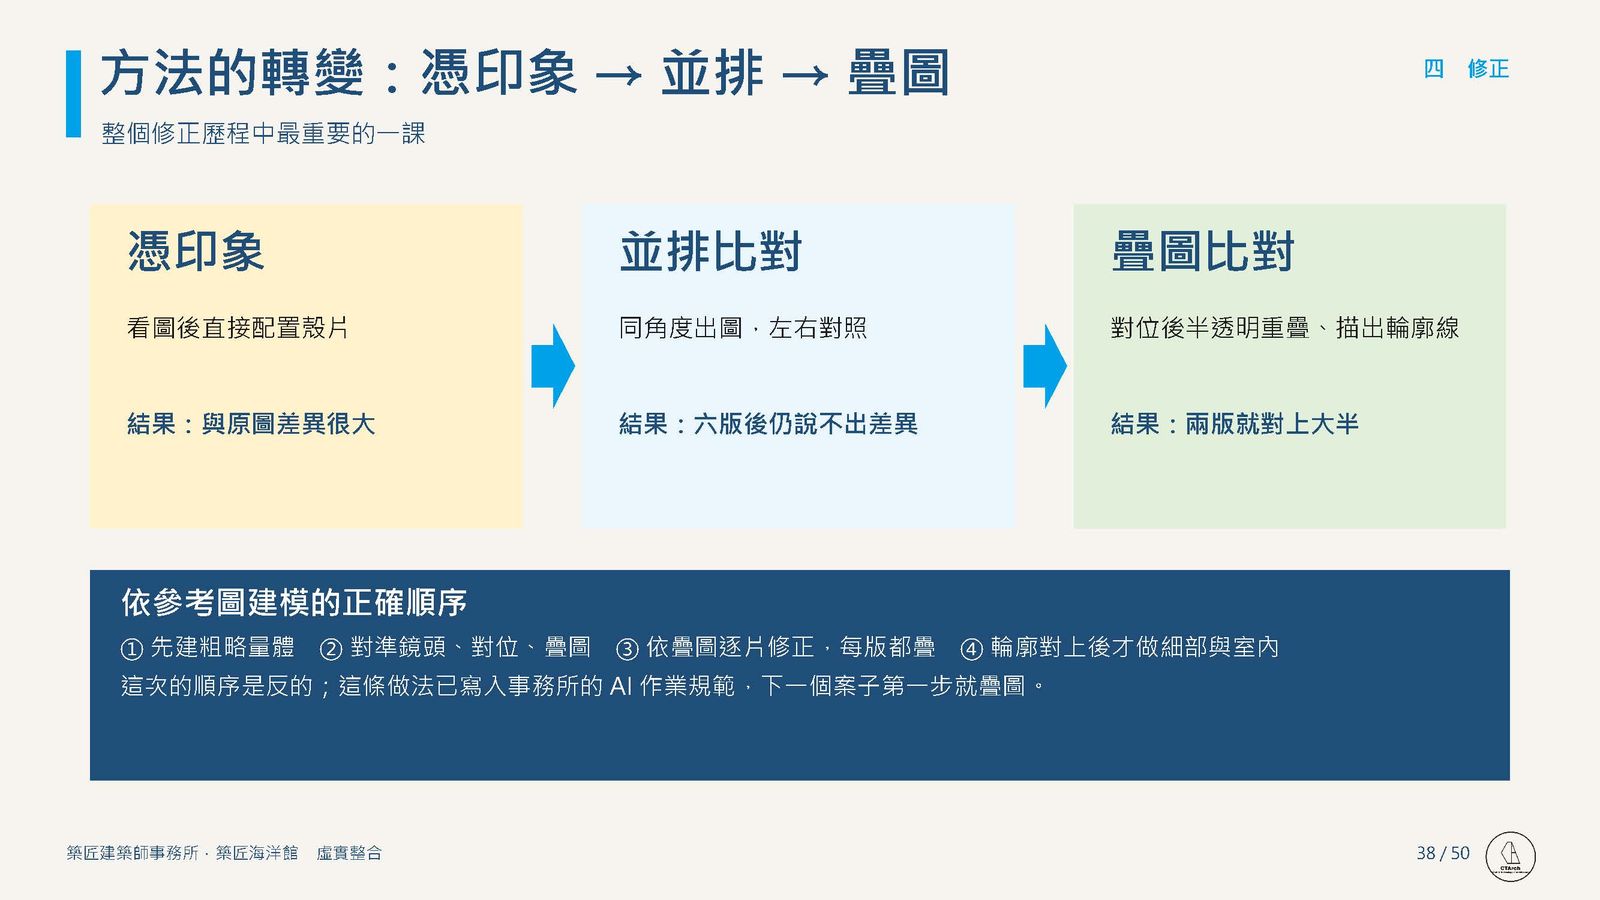 方法的轉變：憑印象 → 並排 → 疊圖
四　修正
整個修正歷程中最重要的一課
憑印象
看圖後直接配置殼片
結果：與原圖差異很大
並排比對
同角度出圖，左右對照
結果：六版後仍說不出差異
疊圖比對
對位後半透明重疊、描出輪廓線
結果：兩版就對上大半
依參考圖建模的正確順序
① 先建粗略量體　② 對準鏡頭、對位、疊圖　③ 依疊圖逐片修正，每版都疊　④ 輪廓對上後才做細部與室內
這次的順序是反的；這條做法已寫入事務所的 AI 作業規範，下一個案子第一步就疊圖。
築匠建築師事務所．築匠海洋館　虛實整合
38 / 50
CTArch